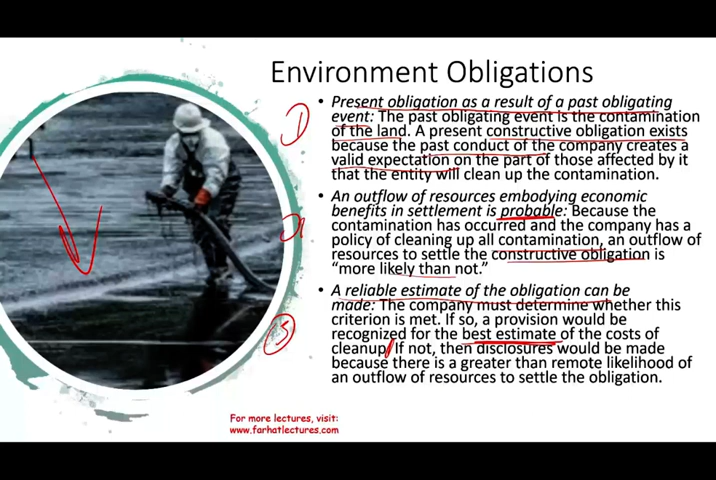 Environment Obligations
• Present obligation as a result of a past obligating
event: The past obligating event is the contamination
of the land. A present constructive obligation exists
because the past conduct of the company creates a
valid expectation on the part of those affected by it
that the entity will clean up the contamination.
• An outflow of resources embodying economic
benefits in settlement is probable: Because the
contamination has occurred and the company has a
policy of cleaning up all contamination, an outflow of
resources to settle the constructive obligation is
“more likely than not.”
• A reliable estimate of the obligation can be
made: The company must determine whether this
criterion is met. If so, a provision would be
recognized for the best estimate of the costs of
cleanup. If not, then disclosures would be made
because there is a greater than remote likelihood of
an outflow of resources to settle the obligation.
1
2
3
For more lectures, visit:
www.farhatlectures.com